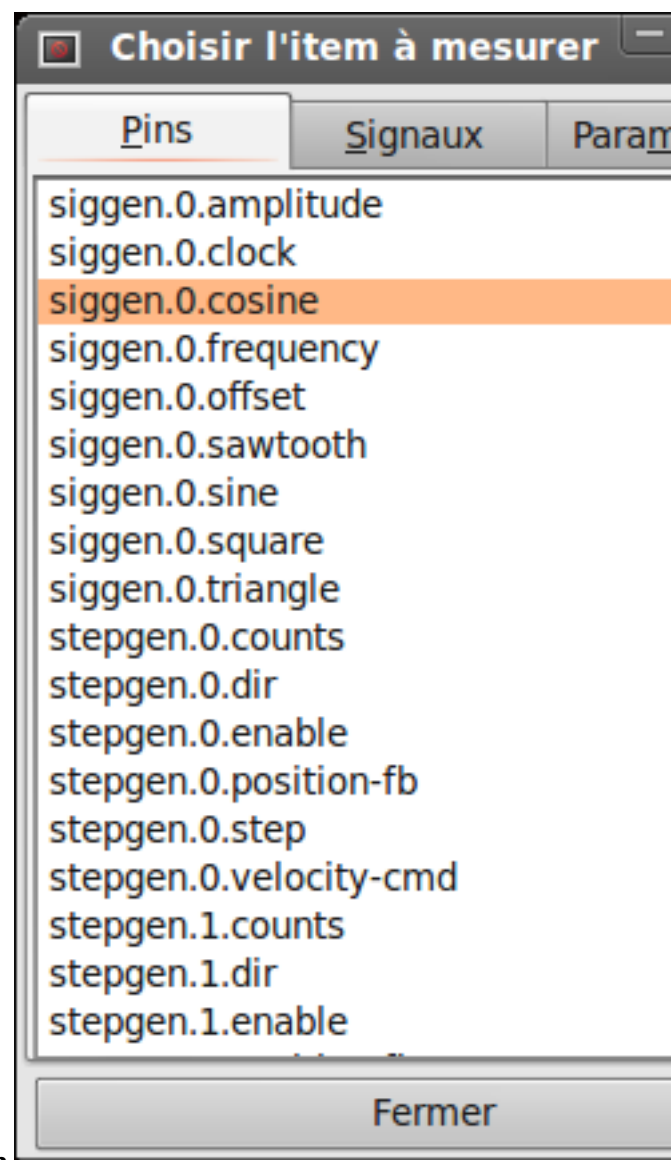 Choisir l'item à mesurer
Pins Signaux Param
siggen.0.amplitude
siggen.0.clock
siggen.0.cosine
siggen.0.frequency
siggen.0.offset
siggen.0.sawtooth
siggen.0.sine
siggen.0.square
siggen.0.triangle
stepgen.0.counts
stepgen.0.dir
stepgen.0.enable
stepgen.0.position-fb
stepgen.0.step
stepgen.0.velocity-cmd
stepgen.1.counts
stepgen.1.dir
stepgen.1.enable
Fermer